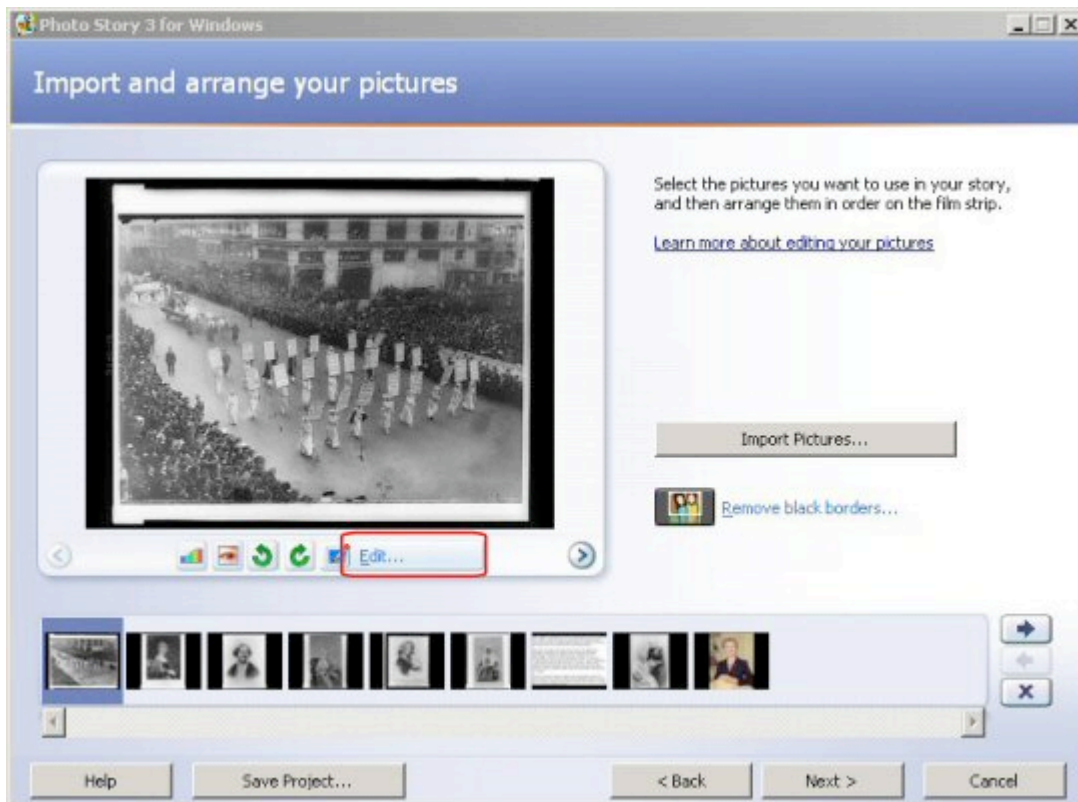 Photo Story 3 for Windows
Import and arrange your pictures
Select the pictures you want to use in your story,
and then arrange them in order on the film strip.
Learn more about editing your pictures
Import Pictures...
Remove black borders...
Edit...
Help
Save Project...
< Back
Next >
Cancel